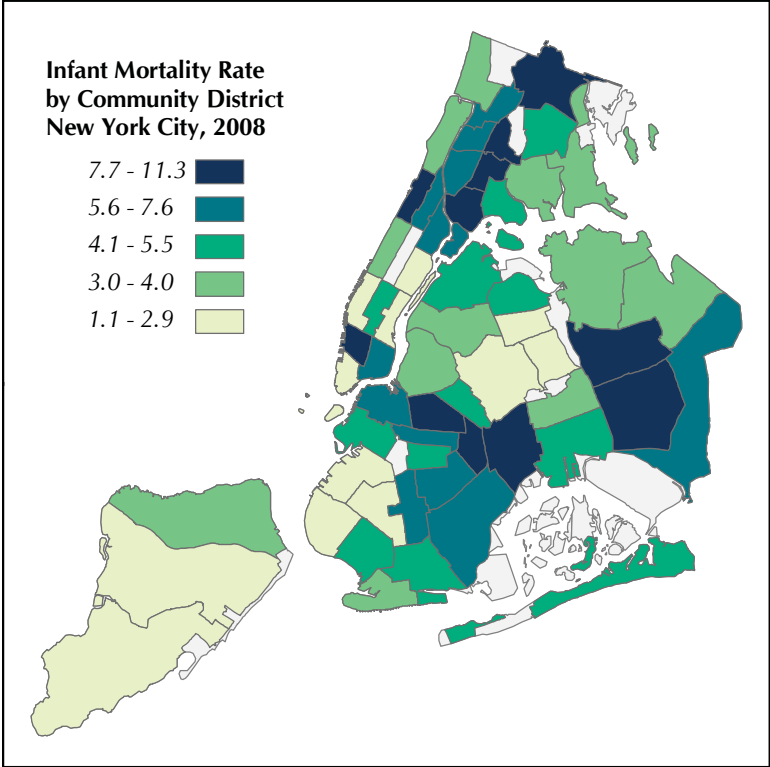 Infant Mortality Rate
by Community District
New York City, 2008
7.7 - 11.3
5.6 - 7.6
4.1 - 5.5
3.0 - 4.0
1.1 - 2.9